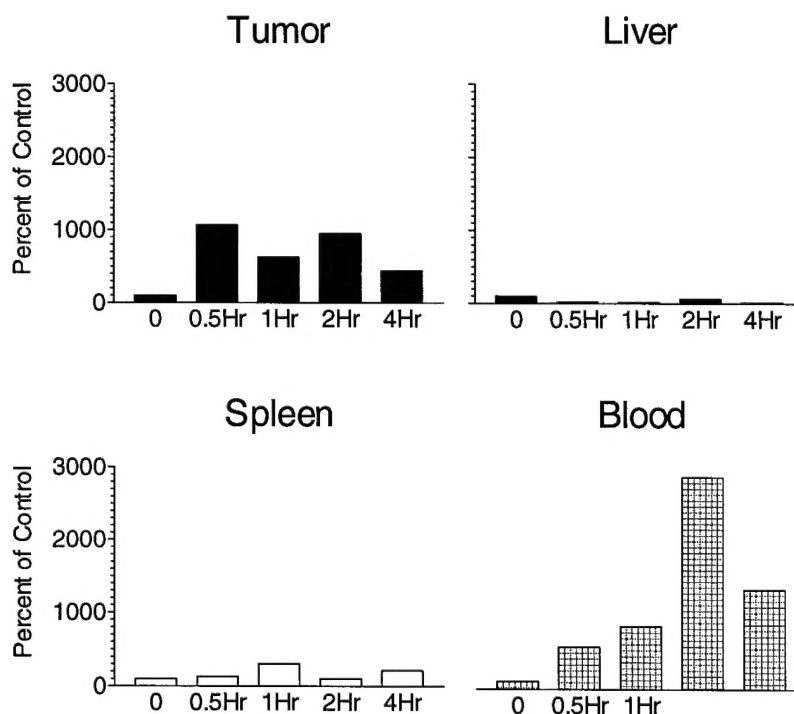 Tumor
Liver
Percent of Control
3000
2000
1000
0
0 0.5Hr 1Hr 2Hr 4Hr
0 0.5Hr 1Hr 2Hr 4Hr
Spleen
Blood
Percent of Control
3000
2000
1000
0
0 0.5Hr 1Hr 2Hr 4Hr
0 0.5Hr 1Hr